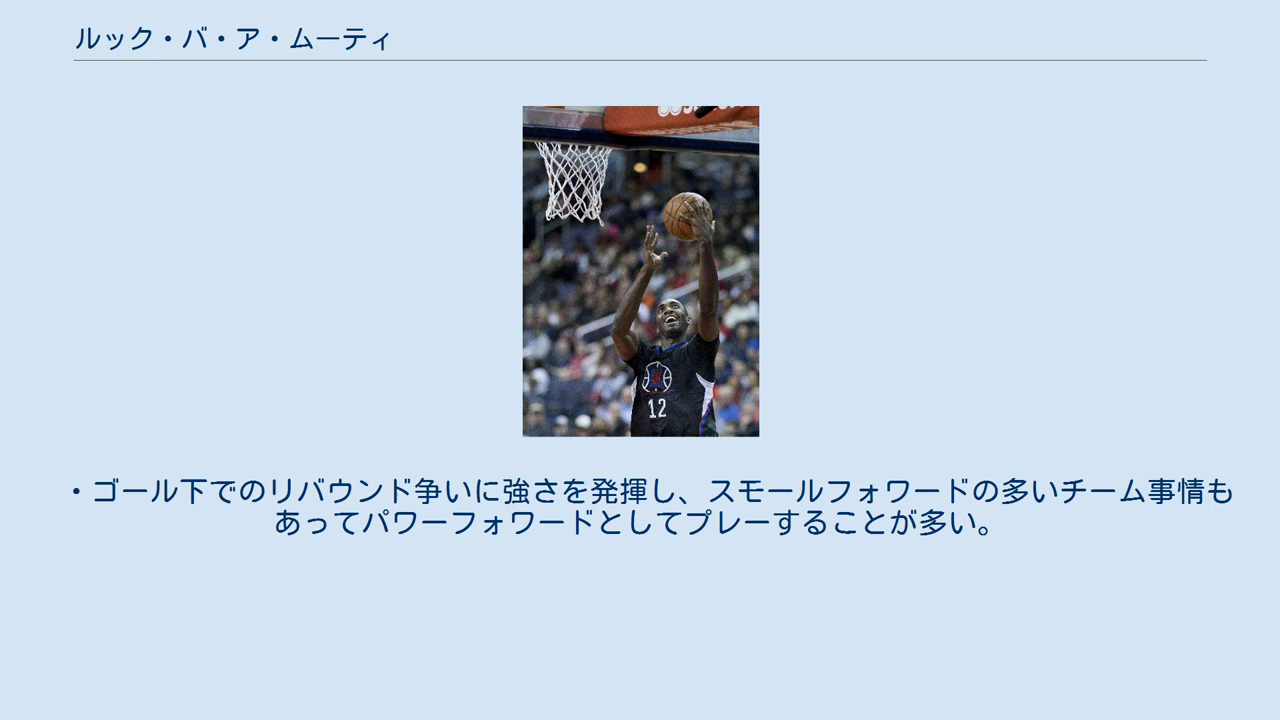 ルック・バ・ア・ムーティ
12
• ゴール下でのリバウンド争いに強さを発揮し、スモールフォワードの多いチーム事情も
あってパワーフォワードとしてプレーすることが多い。